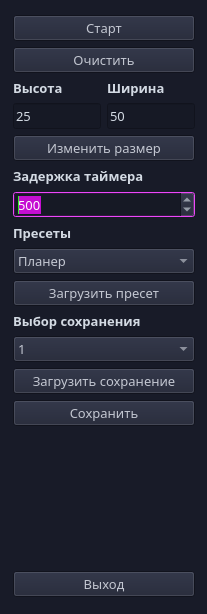 Старт
Очистить
Высота Ширина
25 50
Изменить размер
Задержка таймера
500
Пресеты
Планер
Загрузить пресет
Выбор сохранения
1
Загрузить сохранение
Сохранить
Выход